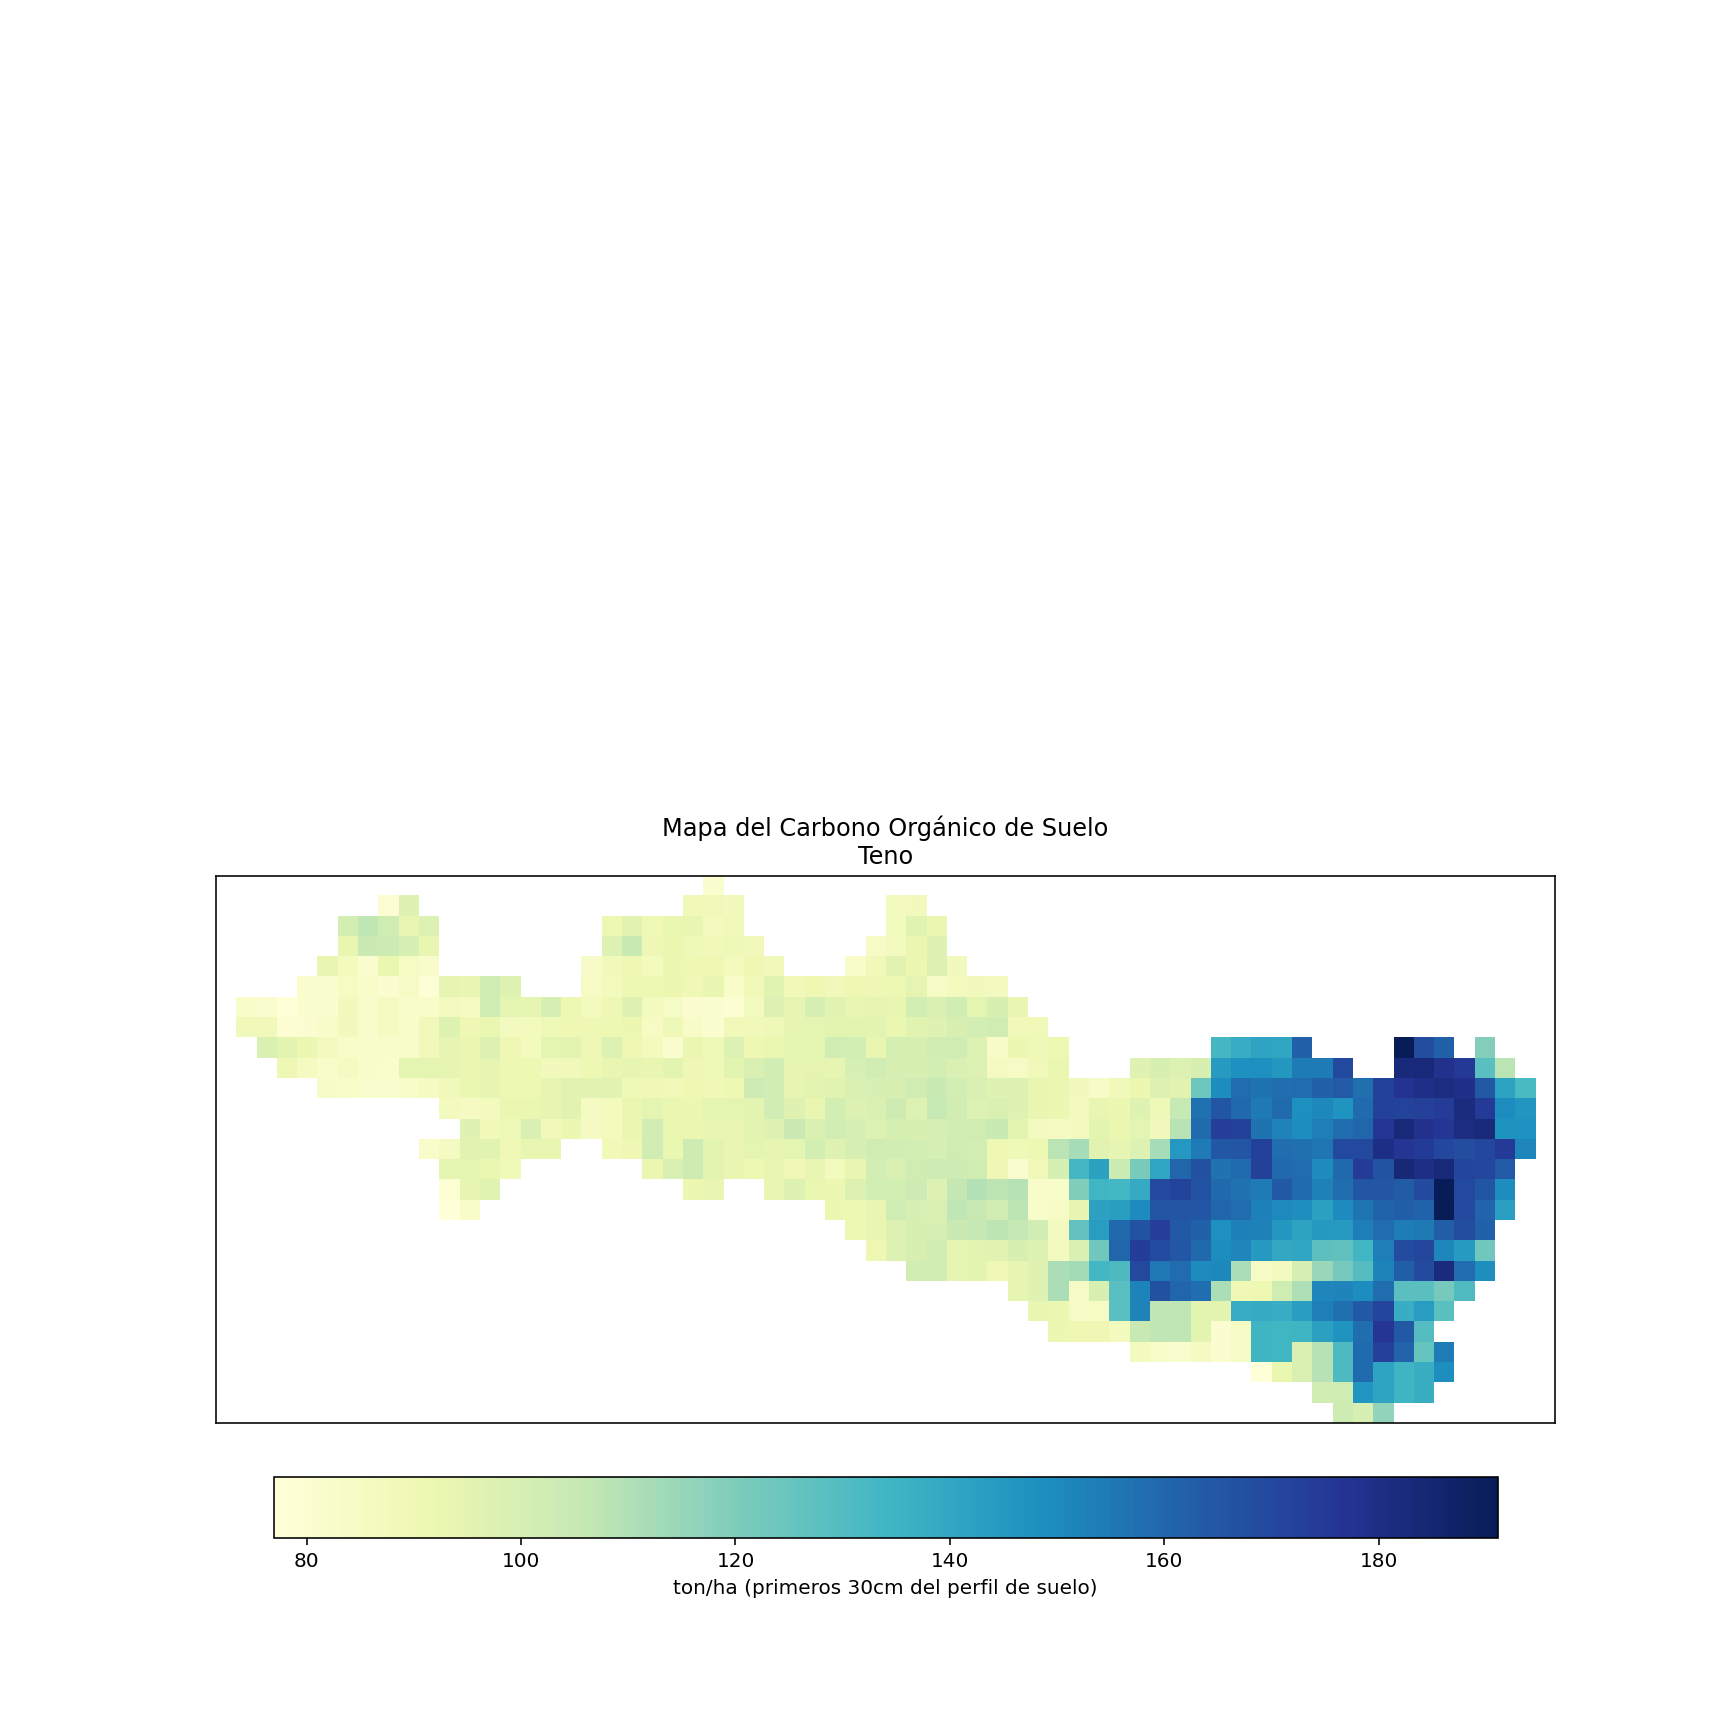 Mapa del Carbono Orgánico de Suelo
Teno
80 100 120 140 160 180
ton/ha (primeros 30cm del perfil de suelo)